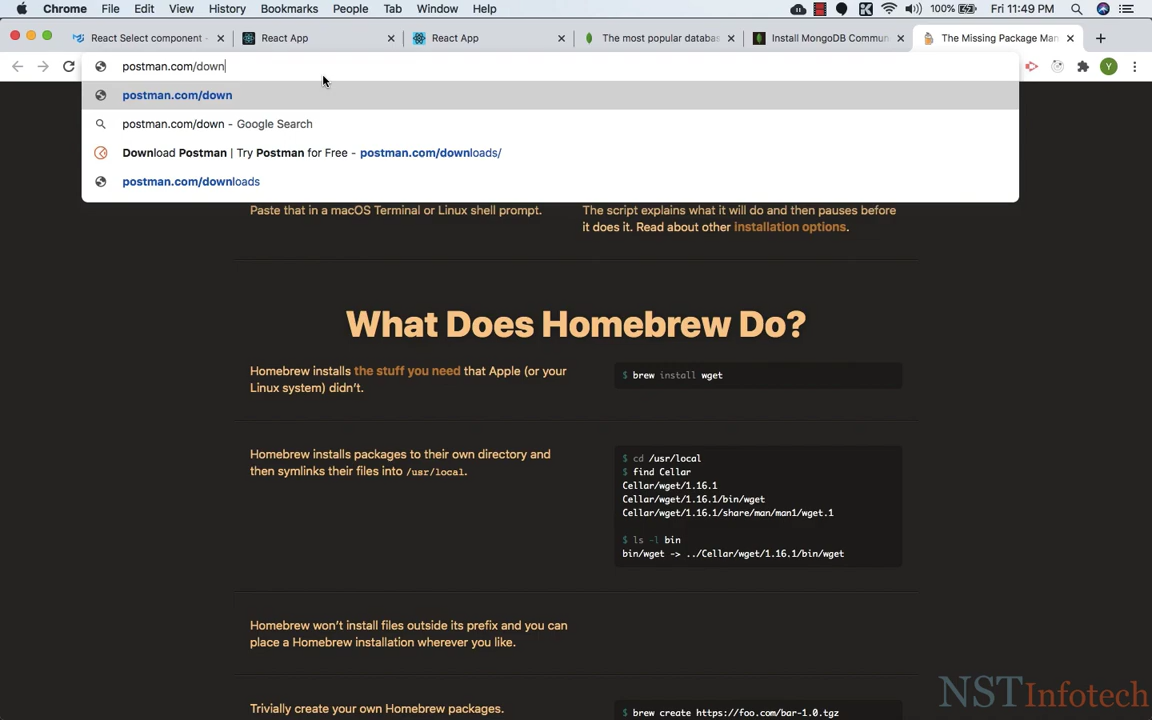 Chrome File Edit View History Bookmarks People Tab Window Help 100% Fri 11:49 PM
React Select component - React App React App The most popular databas Install MongoDB Commun The Missing Package Man
postman.com/down
Y
postman.com/down
postman.com/down - Google Search
Download Postman | Try Postman for Free - postman.com/downloads/
postman.com/downloads
Paste that in a macOS Terminal or Linux shell prompt.
The script explains what it will do and then pauses before
it does it. Read about other installation options.
What Does Homebrew Do?
Homebrew installs the stuff you need that Apple (or your
Linux system) didn't.
$ brew install wget
Homebrew installs packages to their own directory and
then symlinks their files into /usr/local.
$ cd /usr/local
$ find Cellar
Cellar/wget/1.16.1
Cellar/wget/1.16.1/bin/wget
Cellar/wget/1.16.1/share/man/man1/wget.1
$ ls -l bin
bin/wget -> ../Cellar/wget/1.16.1/bin/wget
Homebrew won't install files outside its prefix and you can
place a Homebrew installation wherever you like.
Trivially create your own Homebrew packages.
$ brew create https://foo.com/bar-1.0.tgz
NSTInfotech